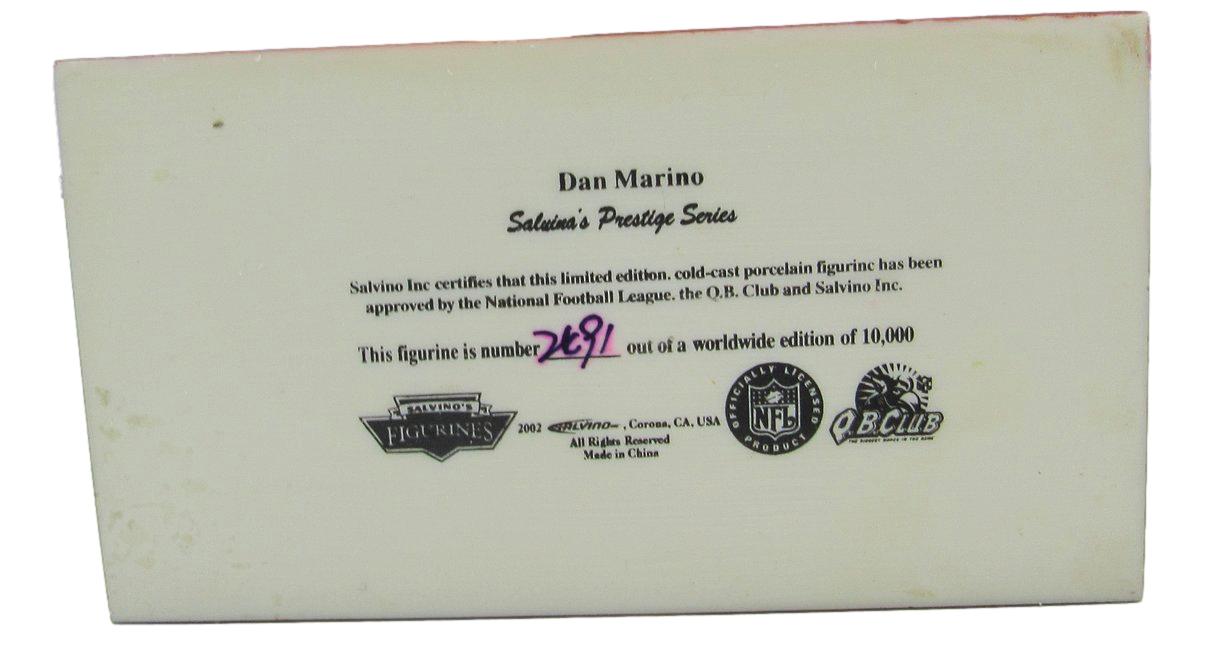 Dan Marino
Salvino's Prestige Series
Salvino Inc certifies that this limited edition. cold-cast porcelain figurine has been
approved by the National Football League. the Q.B. Club and Salvino Inc.
This figurine is number out of a worldwide edition of 10,000
SALVINO'S
FIGURINES
2002 SALVINO , Corona, CA, USA
All Rights Reserved
Made in China
OFFICIALLY LICENSED
NFL
PRODUCT
Q.B. CLUB